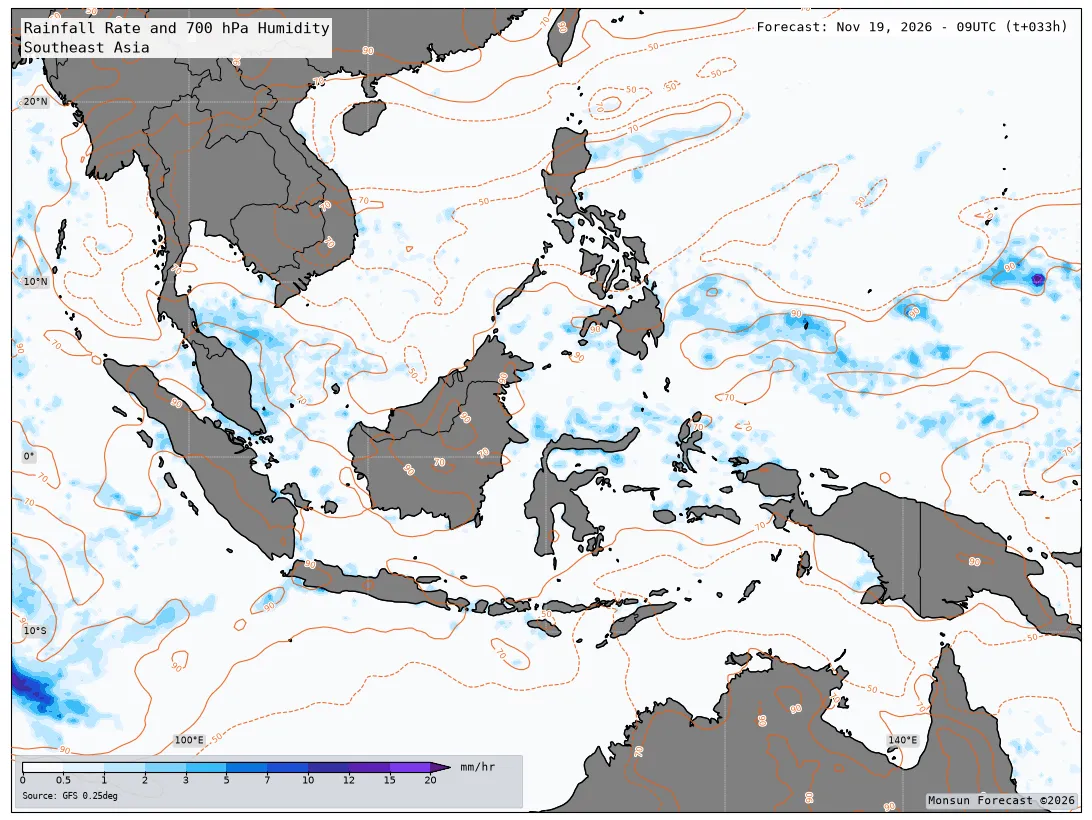 Rainfall Rate and 700 hPa Humidity
Southeast Asia
Forecast: Nov 19, 2026 - 09UTC (t+033h)
20°N
10°N
0°
10°S
100°E
140°E
mm/hr
0 0.5 1 2 3 5 7 10 12 15 20
Source: GFS 0.25deg
Monsun Forecast ©2026